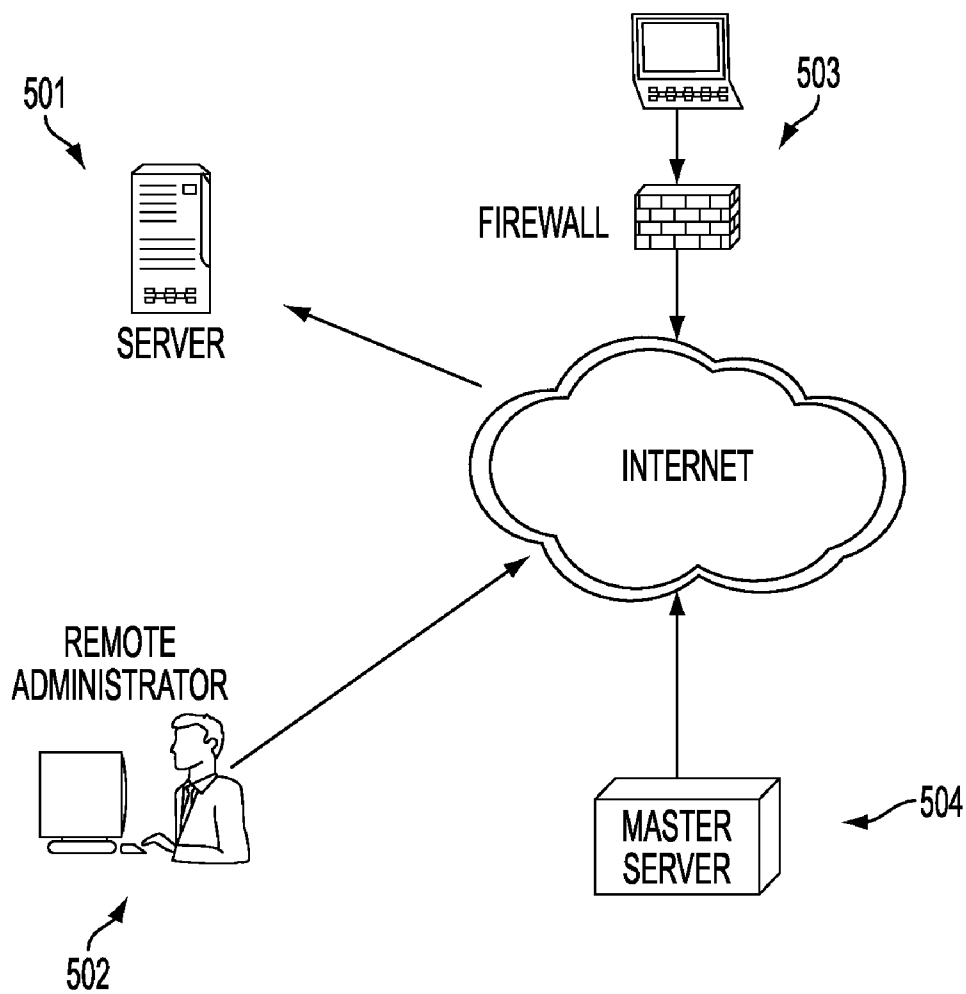 501
503
FIREWALL
SERVER
INTERNET
REMOTE
ADMINISTRATOR
MASTER
SERVER
504
502